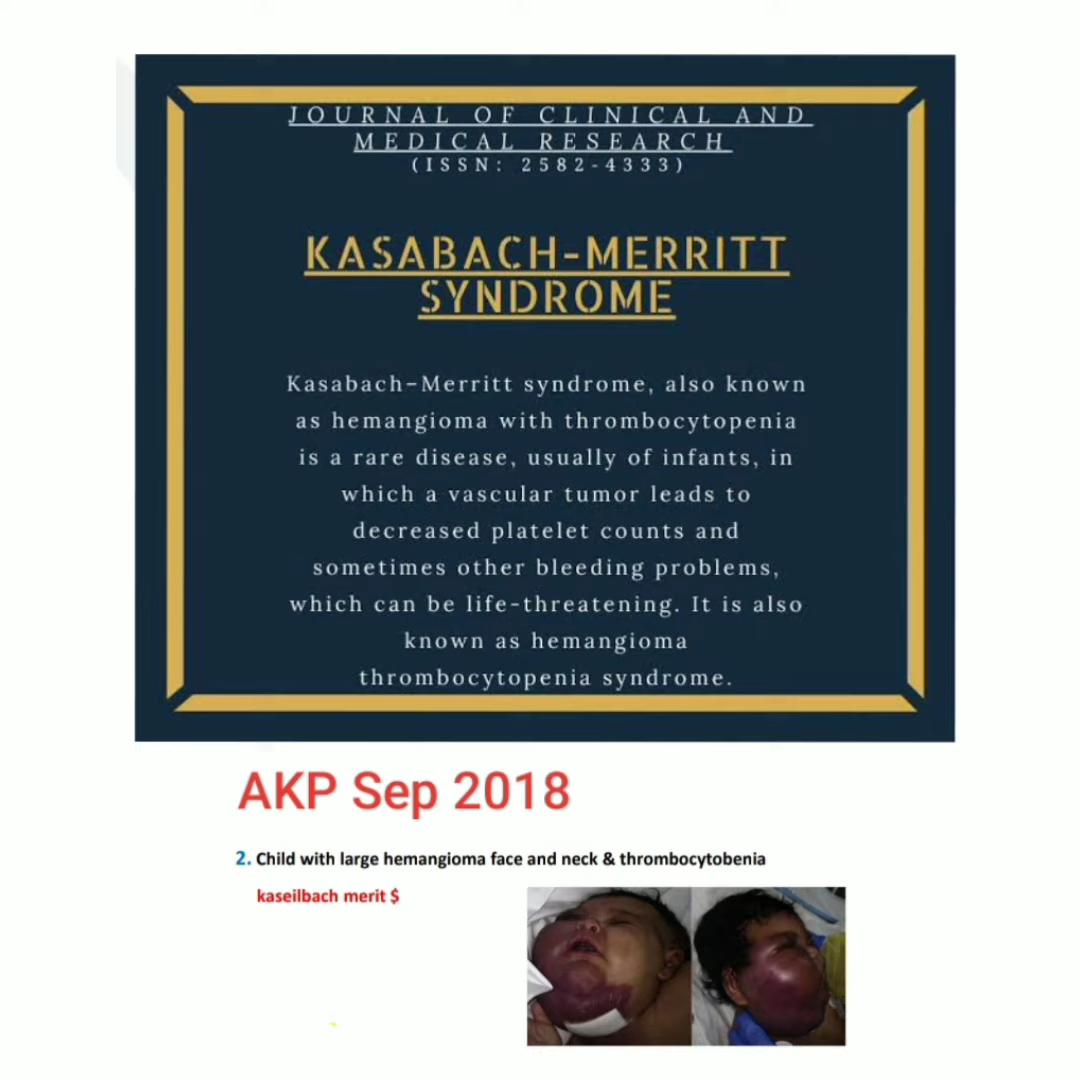 JOURNAL OF CLINICAL AND
MEDICAL RESEARCH
(ISSN: 2582-4333)
KASABACH-MERRITT
SYNDROME
Kasabach–Merritt syndrome, also known
as hemangioma with thrombocytopenia
is a rare disease, usually of infants, in
which a vascular tumor leads to
decreased platelet counts and
sometimes other bleeding problems,
which can be life-threatening. It is also
known as hemangioma
thrombocytopenia syndrome.
AKP Sep 2018
2. Child with large hemangioma face and neck & thrombocytobenia
kaseilbach merit $